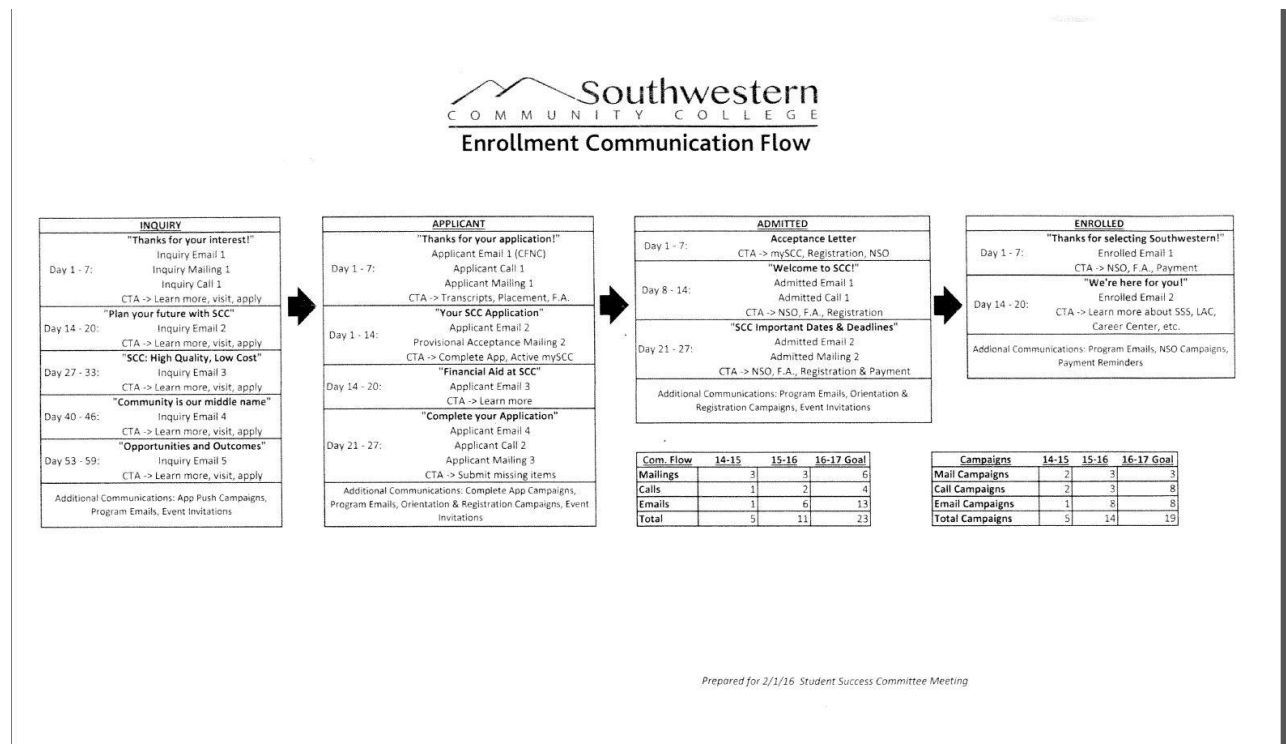 Southwestern
COMMUNITY COLLEGE
Enrollment Communication Flow
INQUIRY
"Thanks for your interest!"
Inquiry Email 1
Day 1 - 7: Inquiry Mailing 1
Inquiry Call 1
CTA -> Learn more, visit, apply
"Plan your future with SCC"
Day 14 - 20: Inquiry Email 2
CTA -> Learn more, visit, apply
"SCC: High Quality, Low Cost"
Day 27 - 33: Inquiry Email 3
CTA -> Learn more, visit, apply
"Community is our middle name"
Day 40 - 46: Inquiry Email 4
CTA -> Learn more, visit, apply
"Opportunities and Outcomes"
Day 53 - 59: Inquiry Email 5
CTA -> Learn more, visit, apply
Additional Communications: App Push Campaigns,
Program Emails, Event Invitations
APPLICANT
"Thanks for your application!"
Applicant Email 1 (CFNC)
Day 1 - 7: Applicant Call 1
Applicant Mailing 1
CTA -> Transcripts, Placement, F.A.
"Your SCC Application"
Applicant Email 2
Day 1 - 14: Provisional Acceptance Mailing 2
CTA -> Complete App, Active mySCC
"Financial Aid at SCC"
Day 14 - 20: Applicant Email 3
CTA -> Learn more
"Complete your Application"
Applicant Email 4
Day 21 - 27: Applicant Call 2
Applicant Mailing 3
CTA -> Submit missing items
Additional Communications: Complete App Campaigns,
Program Emails, Orientation & Registration Campaigns, Event
Invitations
ADMITTED
Day 1 - 7: Acceptance Letter
CTA -> mySCC, Registration, NSO
"Welcome to SCC!"
Day 8 - 14: Admitted Email 1
Admitted Call 1
CTA -> NSO, F.A., Registration
"SCC Important Dates & Deadlines"
Admitted Email 2
Day 21 - 27: Admitted Mailing 2
CTA -> NSO, F.A., Registration & Payment
Additional Communications: Program Emails, Orientation &
Registration Campaigns, Event Invitations
ENROLLED
"Thanks for selecting Southwestern!"
Day 1 - 7: Enrolled Email 1
CTA -> NSO, F.A., Payment
"We're here for you!"
Day 14 - 20: Enrolled Email 2
CTA -> Learn more about SSS, LAC,
Career Center, etc.
Addional Communications: Program Emails, NSO Campaigns,
Payment Reminders
Com. Flow 14-15 15-16 16-17 Goal
Mailings 3 3 6
Calls 1 2 4
Emails 1 6 13
Total 5 11 23
Campaigns 14-15 15-16 16-17 Goal
Mail Campaigns 2 3 3
Call Campaigns 2 3 8
Email Campaigns 1 8 8
Total Campaigns 5 14 19
Prepared for 2/1/16 Student Success Committee Meeting